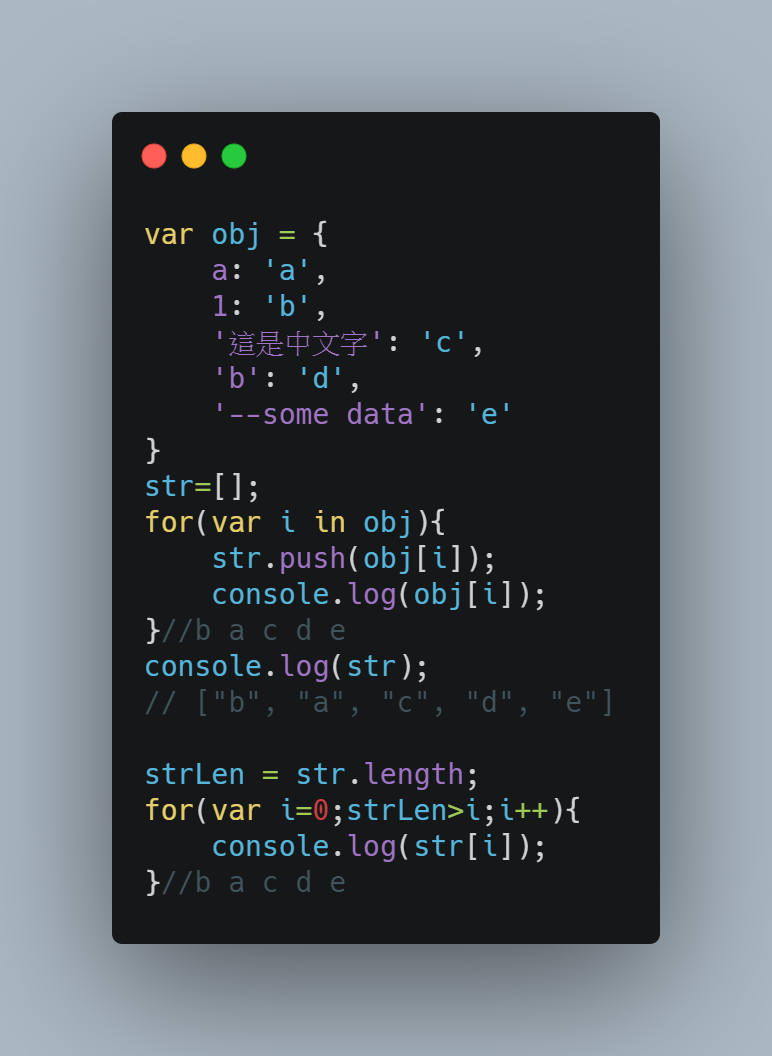 var obj = {
    a: 'a',
    1: 'b',
    '這是中文字': 'c',
    'b': 'd',
    '--some data': 'e'
}
str=[];
for(var i in obj){
    str.push(obj[i]);
    console.log(obj[i]);
}//b a c d e
console.log(str);
// ["b", "a", "c", "d", "e"]

strLen = str.length;
for(var i=0;strLen>i;i++){
    console.log(str[i]);
}//b a c d e